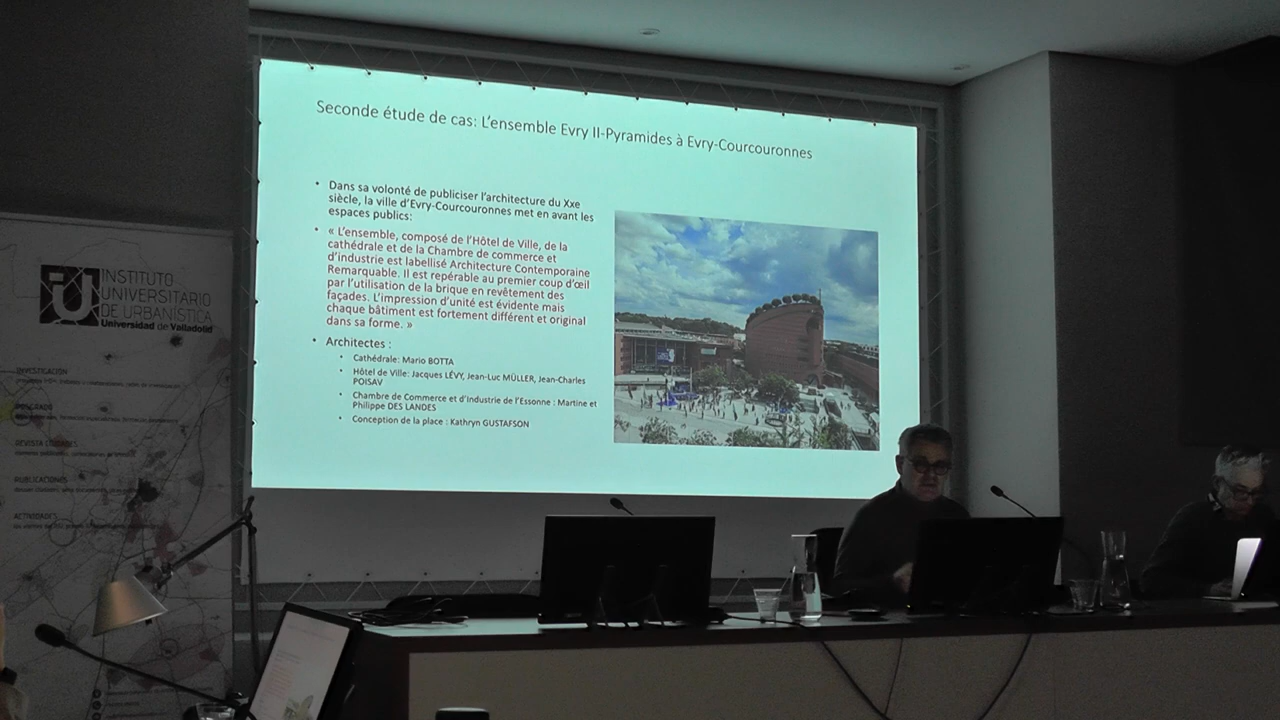 Seconde étude de cas: L'ensemble Evry II-Pyramides à Evry-Courcouronnes
• Dans sa volonté de publiciser l'architecture du Xxe
siècle, la ville d'Evry-Courcouronnes met en avant les
espaces publics:
• « L'ensemble, composé de l'Hôtel de Ville, de la
cathédrale et de la Chambre de commerce et
d'industrie est labellisé Architecture Contemporaine
Remarquable. Il est repérable au premier coup d'œil
par l'utilisation de la brique en revêtement des
façades. L'impression d'unité est évidente mais
chaque bâtiment est fortement différent et original
dans sa forme. »
• Architectes :
• Cathédrale: Mario BOTTA
• Hôtel de Ville: Jacques LÉVY, Jean-Luc MÜLLER, Jean-Charles
POISAV
• Chambre de Commerce et d'Industrie de l'Essonne : Martine et
Philippe DES LANDES
• Conception de la place : Kathryn GUSTAFSON
INSTITUTO
UNIVERSITARIO
DE URBANÍSTICA
Universidad de Valladolid
INVESTIGACIÓN
POSGRADO
REVISTA CIUDADES
PUBLICACIONES
ACTIVIDADES